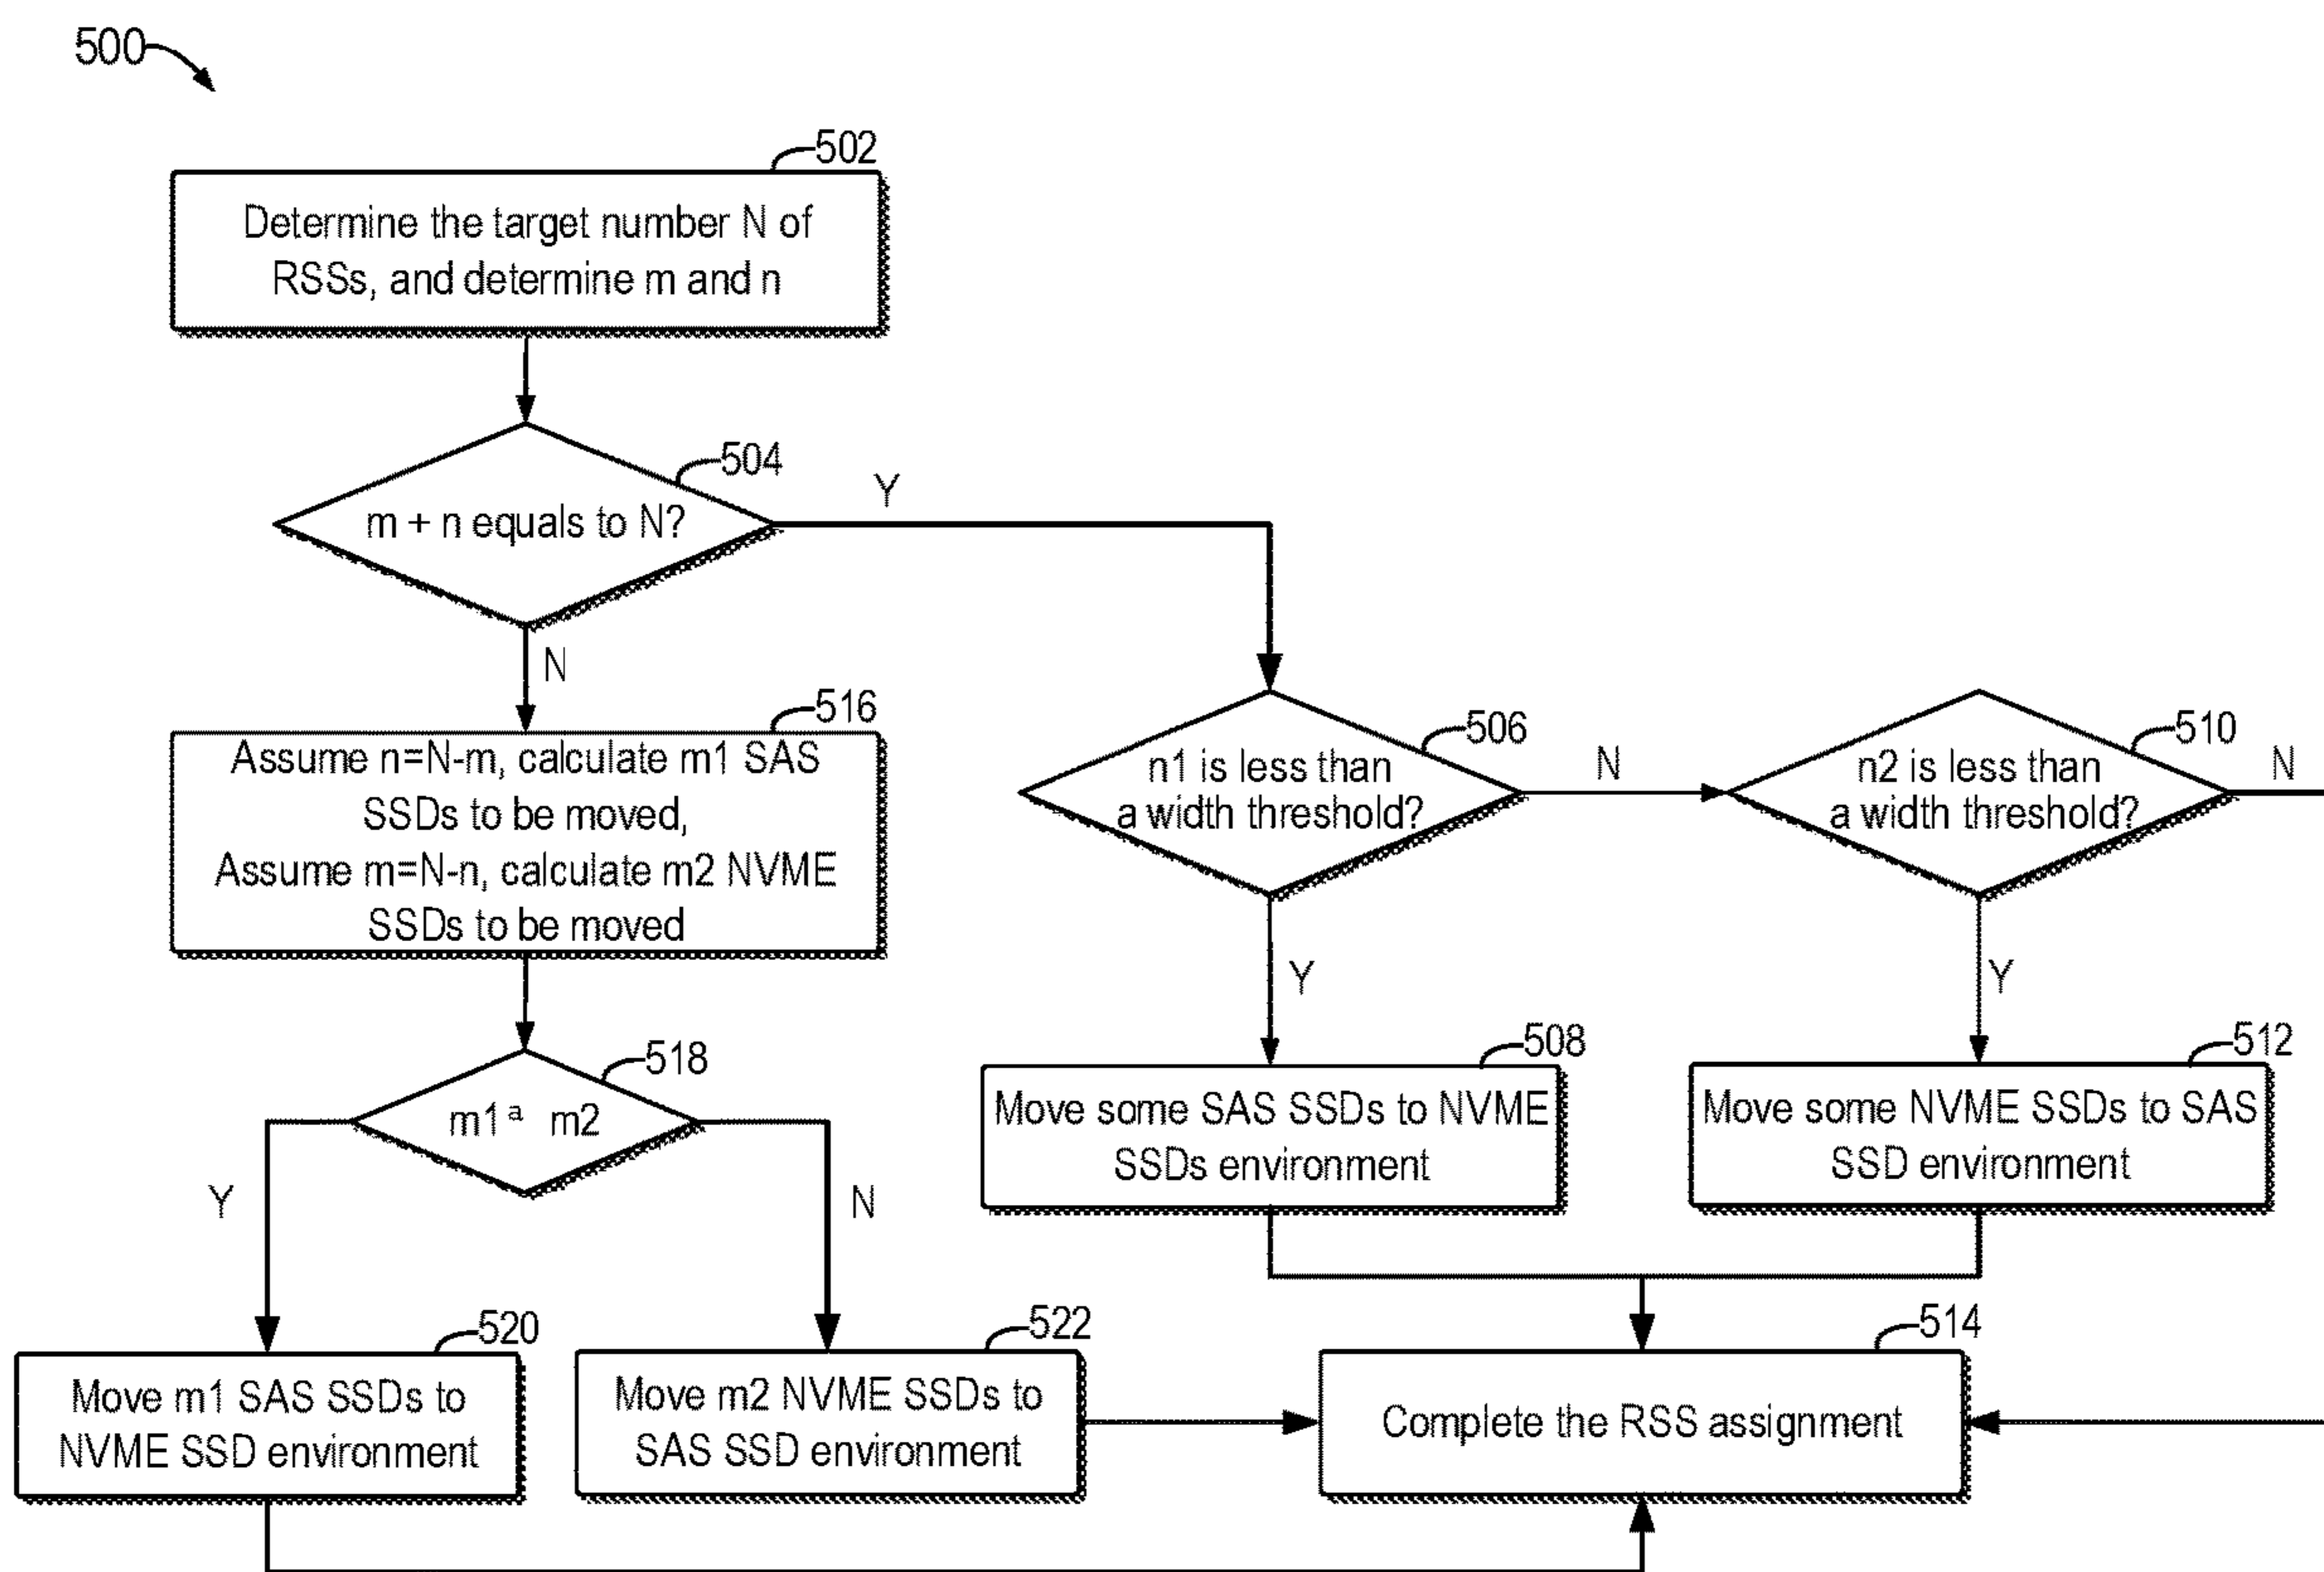 500
502
Determine the target number N of
RSSs, and determine m and n
504
m + n equals to N?
Y
N
516
Assume n=N-m, calculate m1 SAS
SSDs to be moved,
Assume m=N-n, calculate m2 NVME
SSDs to be moved
506
n1 is less than
a width threshold?
N
510
n2 is less than
a width threshold?
N
Y
Y
518
m1 ª m2
Y
N
508
Move some SAS SSDs to NVME
SSDs environment
512
Move some NVME SSDs to SAS
SSD environment
520
Move m1 SAS SSDs to
NVME SSD environment
522
Move m2 NVME SSDs to
SAS SSD environment
514
Complete the RSS assignment